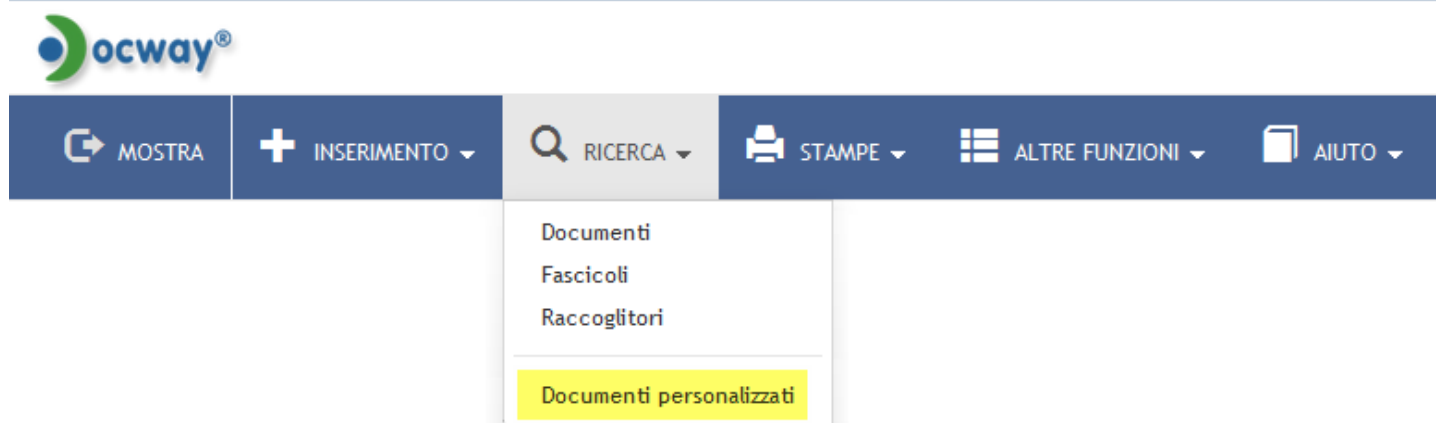 Docway®
MOSTRA INSERIMENTO RICERCA STAMPE ALTRE FUNZIONI AIUTO
Documenti
Fascicoli
Raccoglitori
Documenti personalizzati